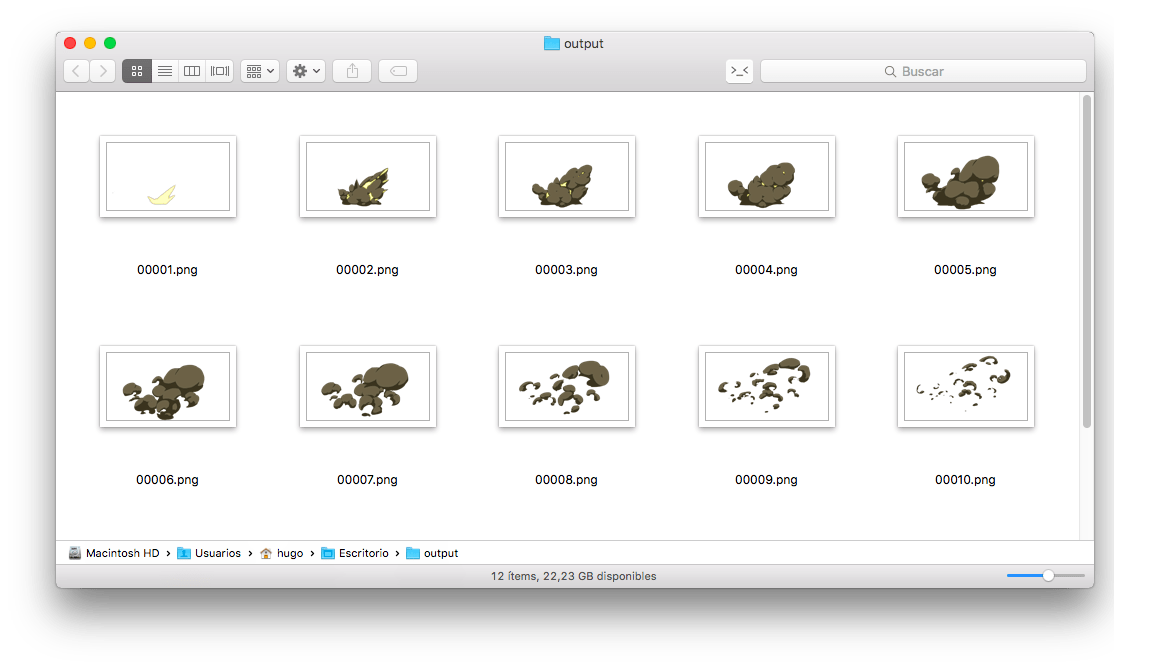 output
>_< Buscar
00001.png 00002.png 00003.png 00004.png 00005.png
00006.png 00007.png 00008.png 00009.png 00010.png
Macintosh HD › Usuarios › hugo › Escritorio › output
12 ítems, 22,23 GB disponibles